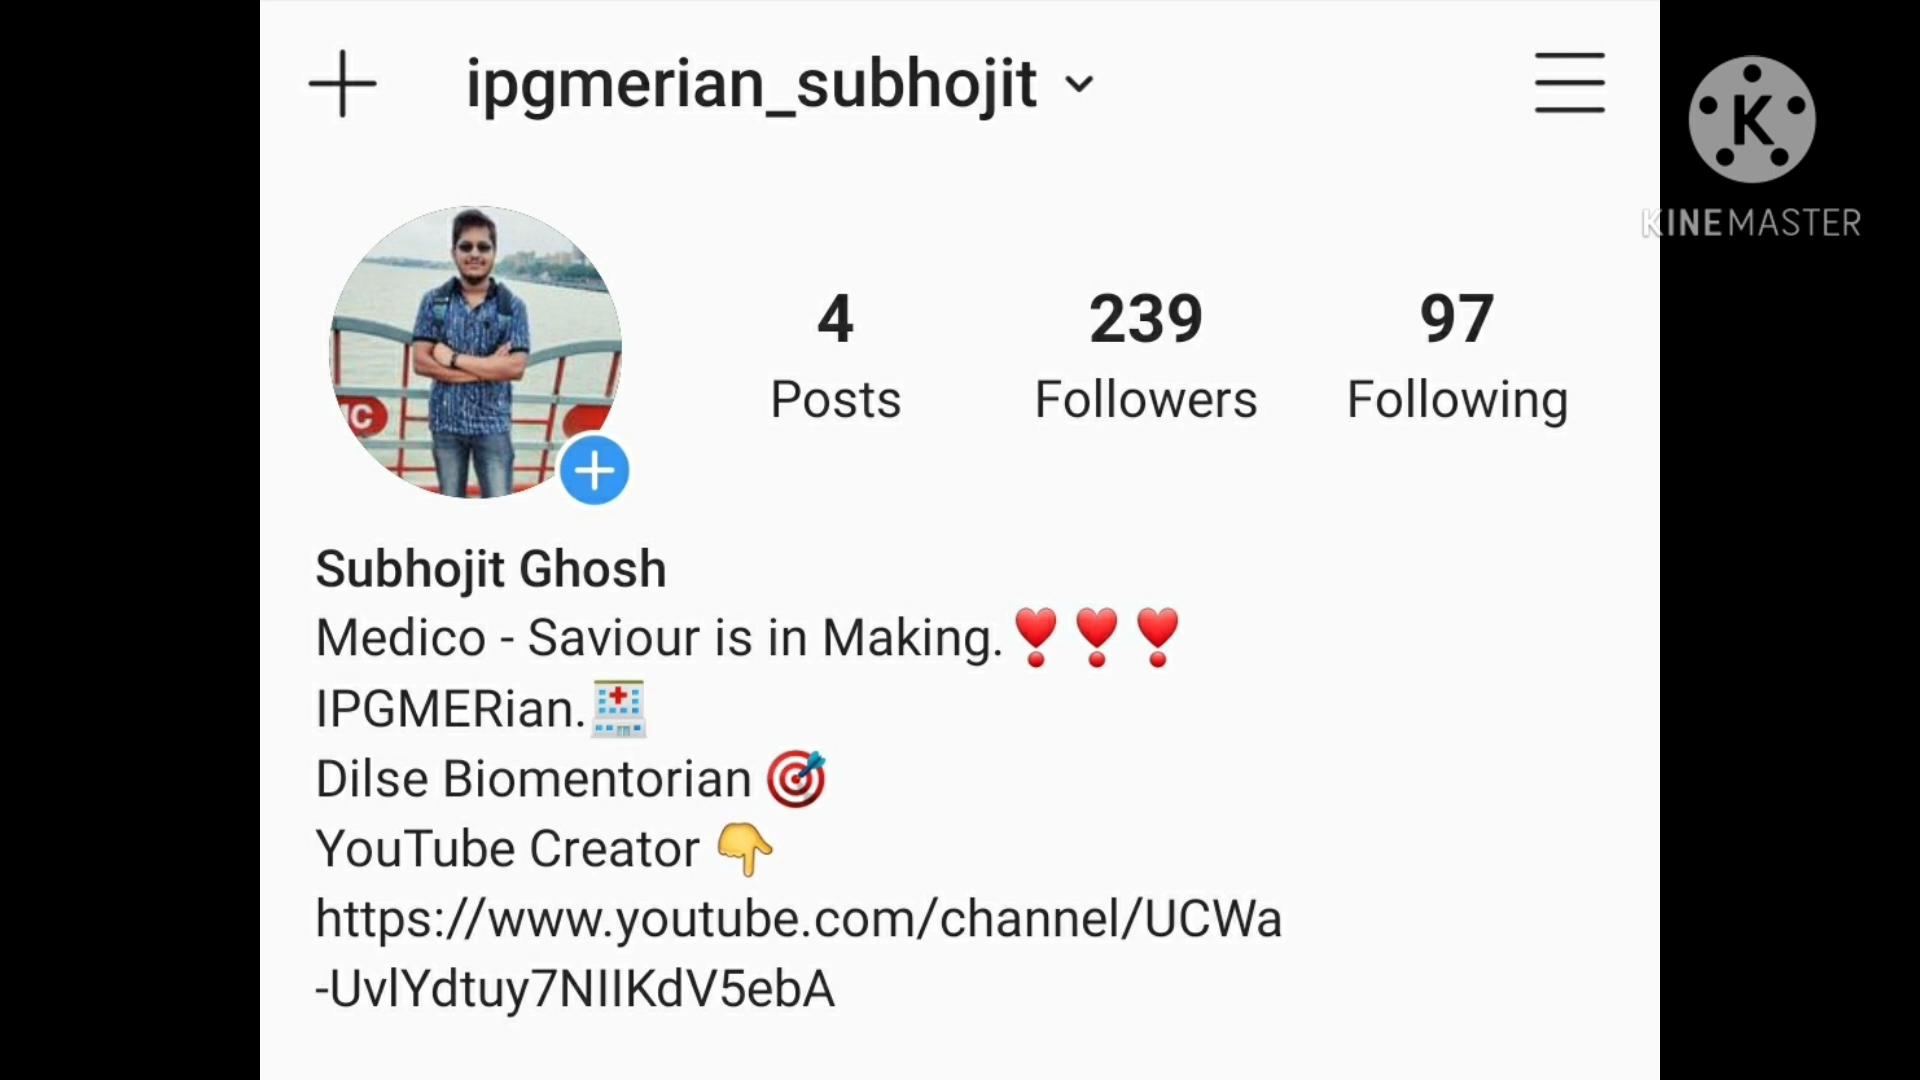 ipgmerian_subhojit
K
KINEMASTER
4 239 97
Posts Followers Following
Subhojit Ghosh
Medico - Saviour is in Making.❣️❣️❣️
IPGMERian.🏥
Dilse Biomentorian 🎯
YouTube Creator 👇
https://www.youtube.com/channel/UCWa
-UvlYdtuy7NIIKdV5ebA